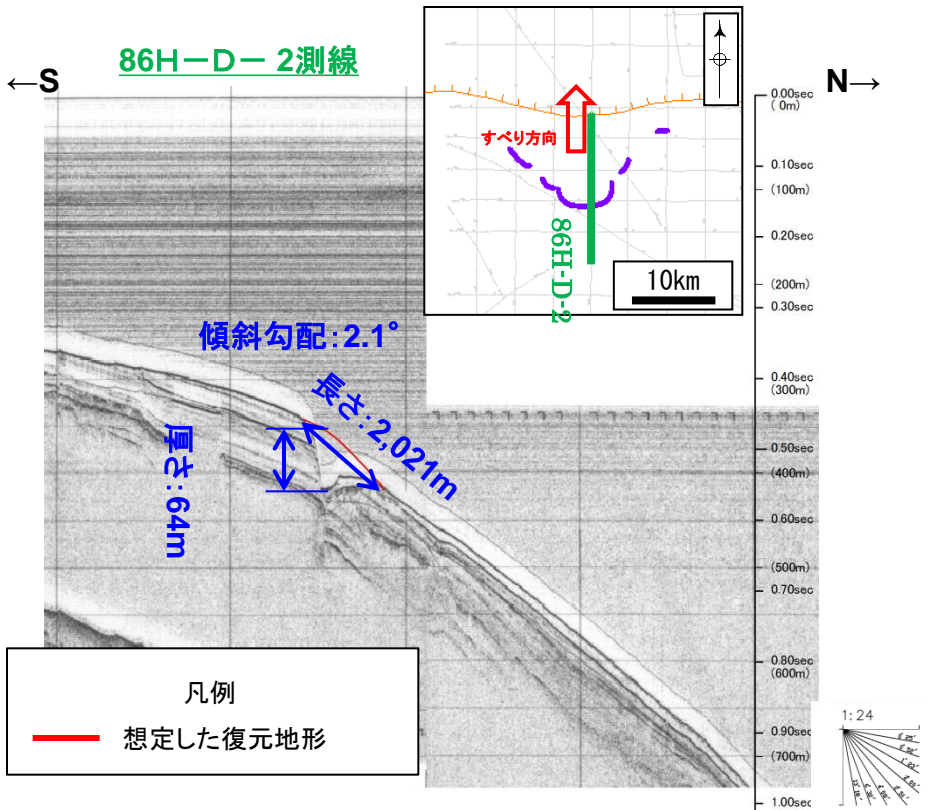 86H－D－ 2測線
←S
N→
すべり方向
86H-D-2
10km
0.00sec
( 0m)
0.10sec
(100m)
0.20sec
(200m)
0.30sec
0.40sec
(300m)
0.50sec
(400m)
0.60sec
(500m)
0.70sec
0.80sec
(600m)
0.90sec
(700m)
1.00sec
傾斜勾配：2.1°
長さ：2,021m
厚さ：64m
凡例
想定した復元地形
1:24